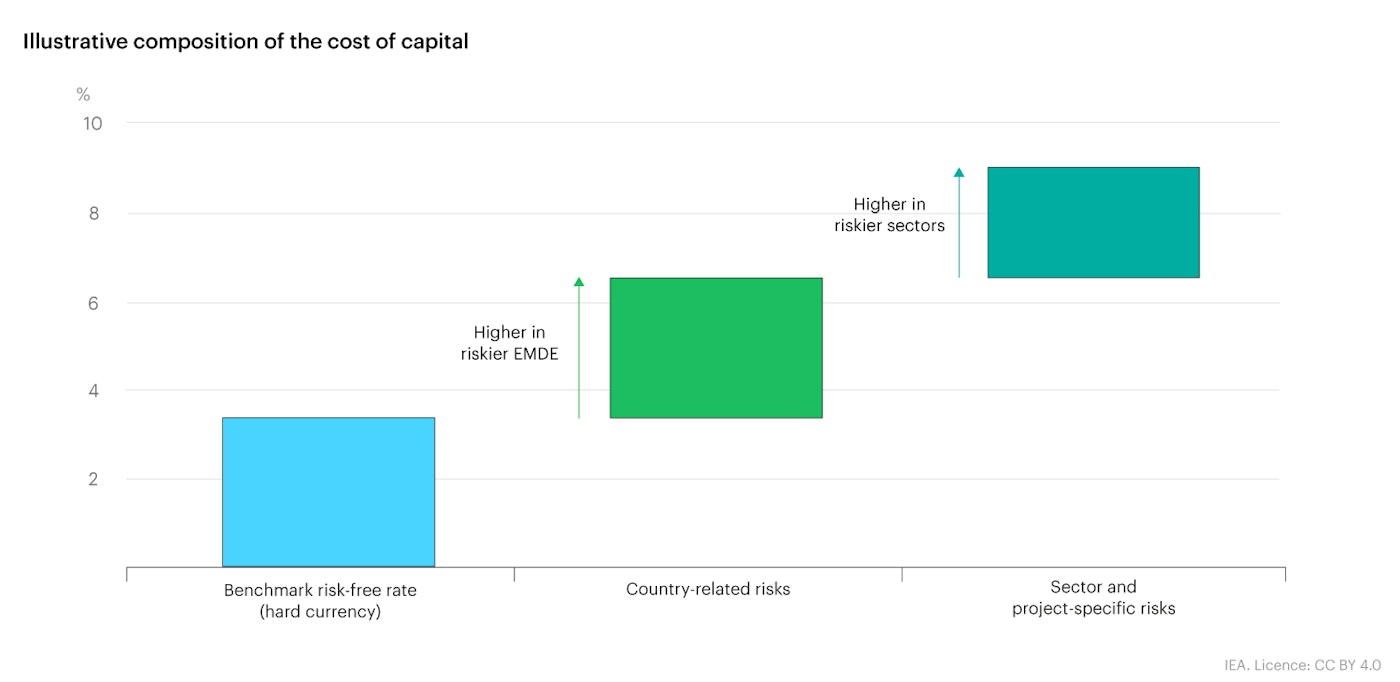 Illustrative composition of the cost of capital
%
10
8
6
4
2
Higher in
riskier sectors
Higher in
riskier EMDE
Benchmark risk-free rate
(hard currency)
Country-related risks
Sector and
project-specific risks
IEA. Licence: CC BY 4.0